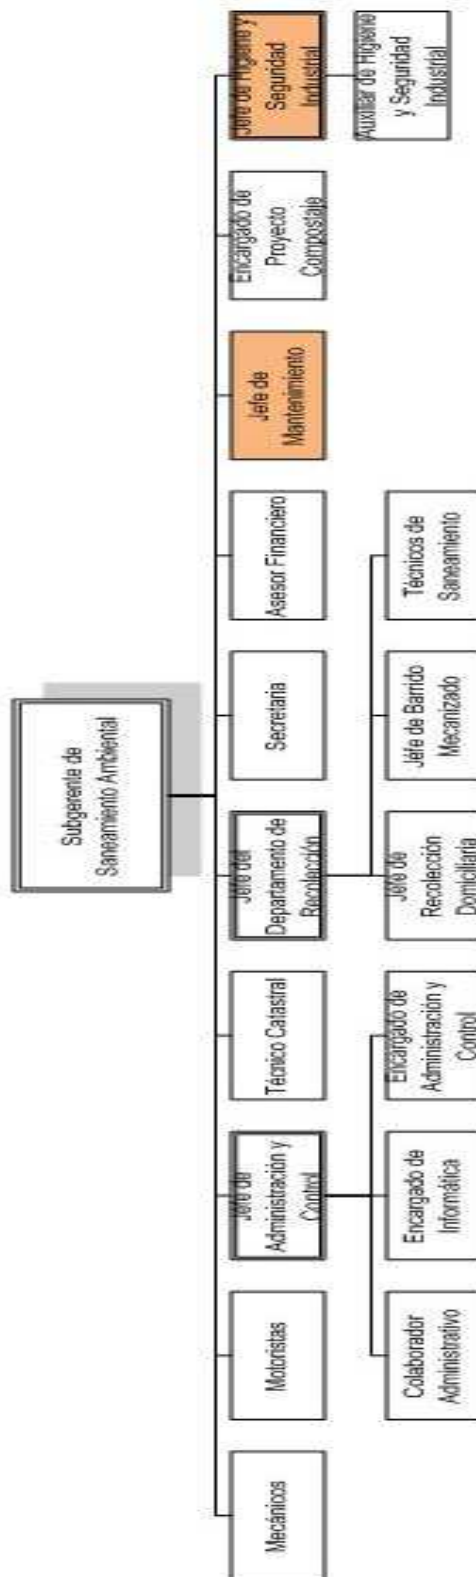 Subgerente de
Saneamiento Ambiental
Mecánicos
Motoristas
Jefe de
Administración y
Control
Técnico Catastral
Jefe del
Departamento de
Recolección
Secretaria
Asesor Financiero
Jefe de
Mantenimiento
Encargado de
Proyecto
Compostaje
Jefe de Higiene y
Seguridad
Industrial
Colaborador
Administrativo
Encargado de
Informática
Encargado de
Administración y
Control
Jefe de
Recolección
Domiciliaria
Jefe de Barrido
Mecanizado
Técnicos de
Saneamiento
Auxiliar de Higiene
y Seguridad
Industrial